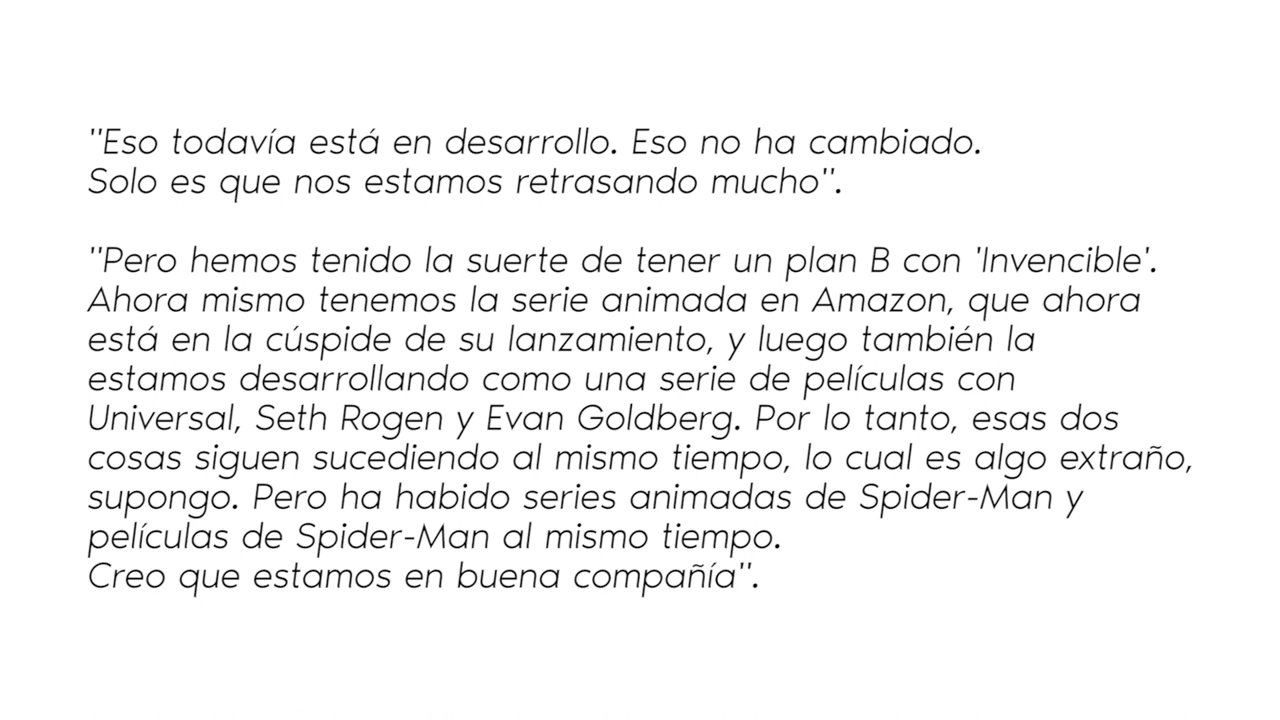 "Eso todavía está en desarrollo. Eso no ha cambiado.
Solo es que nos estamos retrasando mucho".
"Pero hemos tenido la suerte de tener un plan B con 'Invencible'.
Ahora mismo tenemos la serie animada en Amazon, que ahora
está en la cúspide de su lanzamiento, y luego también la
estamos desarrollando como una serie de películas con
Universal, Seth Rogen y Evan Goldberg. Por lo tanto, esas dos
cosas siguen sucediendo al mismo tiempo, lo cual es algo extraño,
supongo. Pero ha habido series animadas de Spider-Man y
películas de Spider-Man al mismo tiempo.
Creo que estamos en buena compañía".